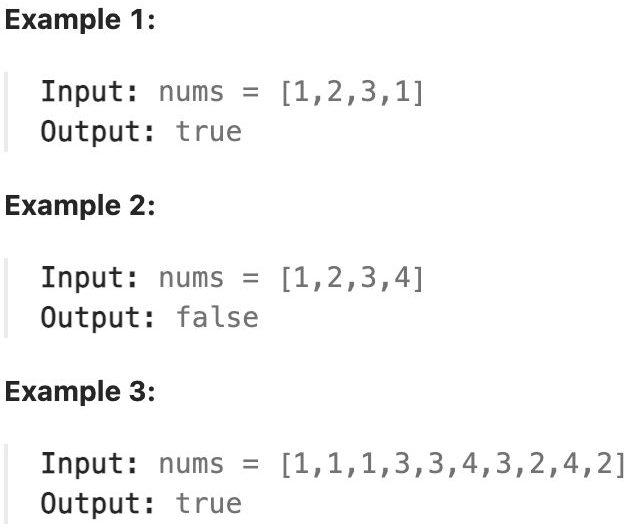 Example 1:
Input: nums = [1,2,3,1]
Output: true
Example 2:
Input: nums = [1,2,3,4]
Output: false
Example 3:
Input: nums = [1,1,1,3,3,4,3,2,4,2]
Output: true